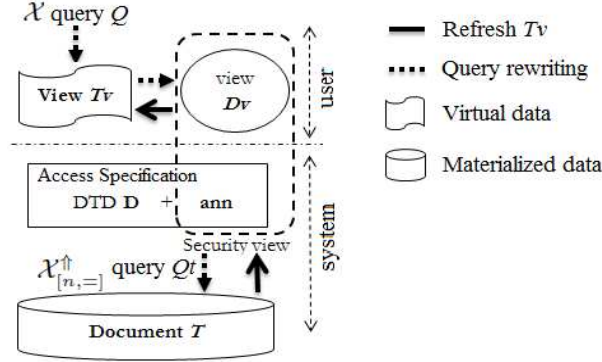 𝒳 query Q
View Tv
view
Dv
user
Access Specification
DTD D + ann
Security view
𝒳⇑[n,=] query Qt
system
Document T
Refresh Tv
Query rewriting
Virtual data
Materialized data